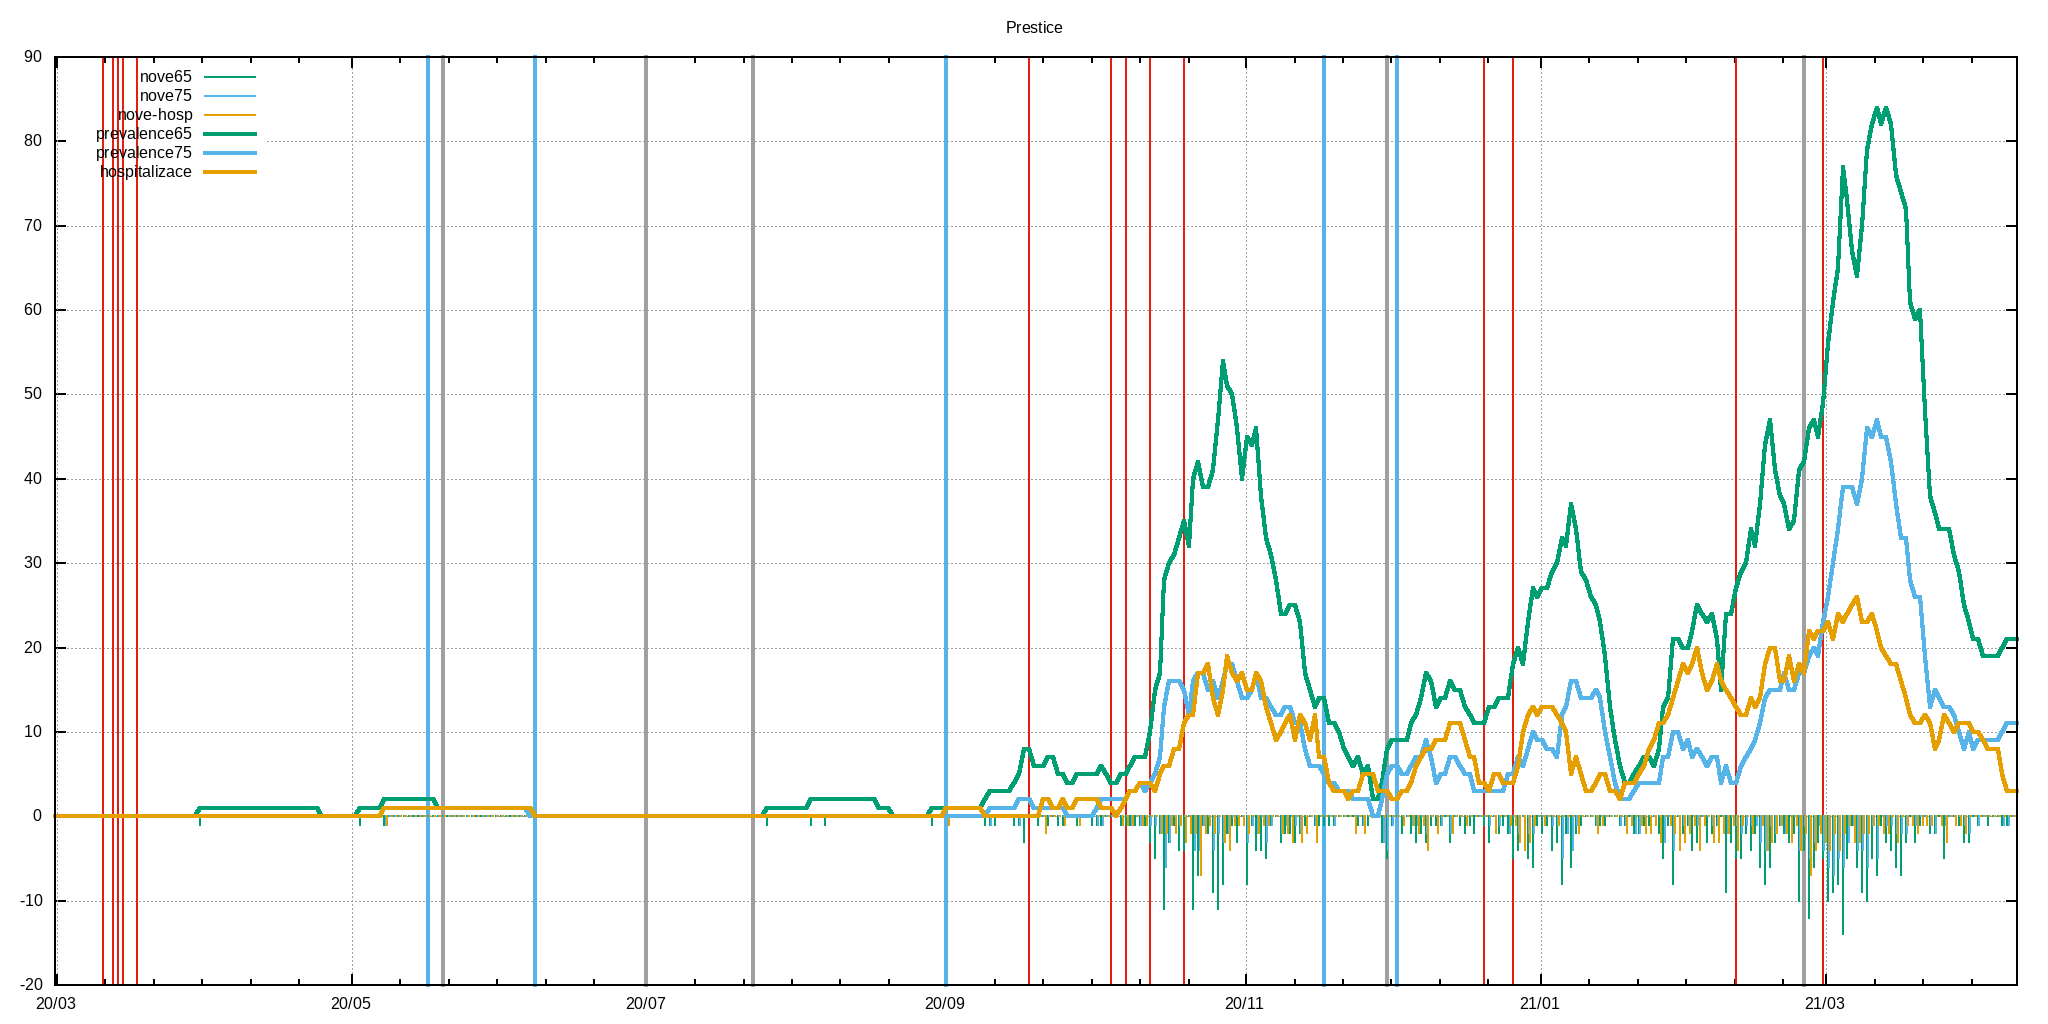 Prestice
90
80
70
60
50
40
30
20
10
0
-10
-20
nove65
nove75
nove-hosp
prevalence65
prevalence75
hospitalizace
20/03 20/05 20/07 20/09 20/11 21/01 21/03